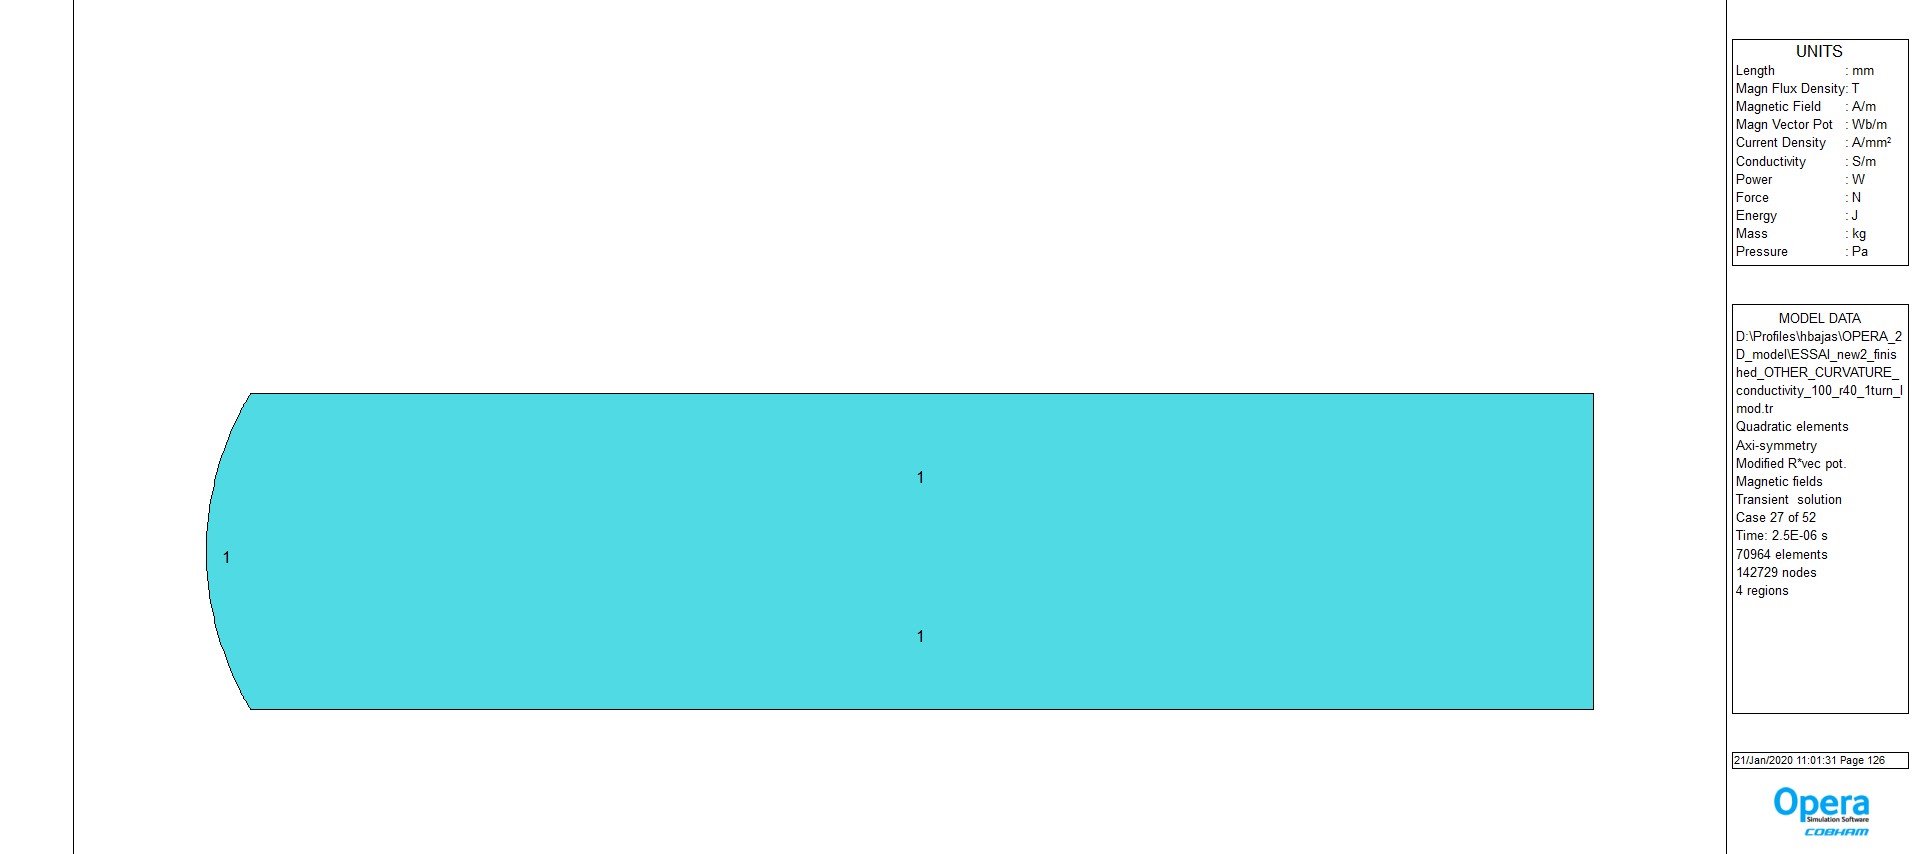 UNITS
Length : mm
Magn Flux Density: T
Magnetic Field : A/m
Magn Vector Pot : Wb/m
Current Density : A/mm²
Conductivity : S/m
Power : W
Force : N
Energy : J
Mass : kg
Pressure : Pa
MODEL DATA
D:\Profiles\hbajas\OPERA_2
D_model\ESSAI_new2_finis
hed_OTHER_CURVATURE_
conductivity_100_r40_1turn_l
mod.tr
Quadratic elements
Axi-symmetry
Modified R*vec pot.
Magnetic fields
Transient solution
Case 27 of 52
Time: 2.5E-06 s
70964 elements
142729 nodes
4 regions
1
1
1
21/Jan/2020 11:01:31 Page 126
Opera
Simulation Software
COBHAM